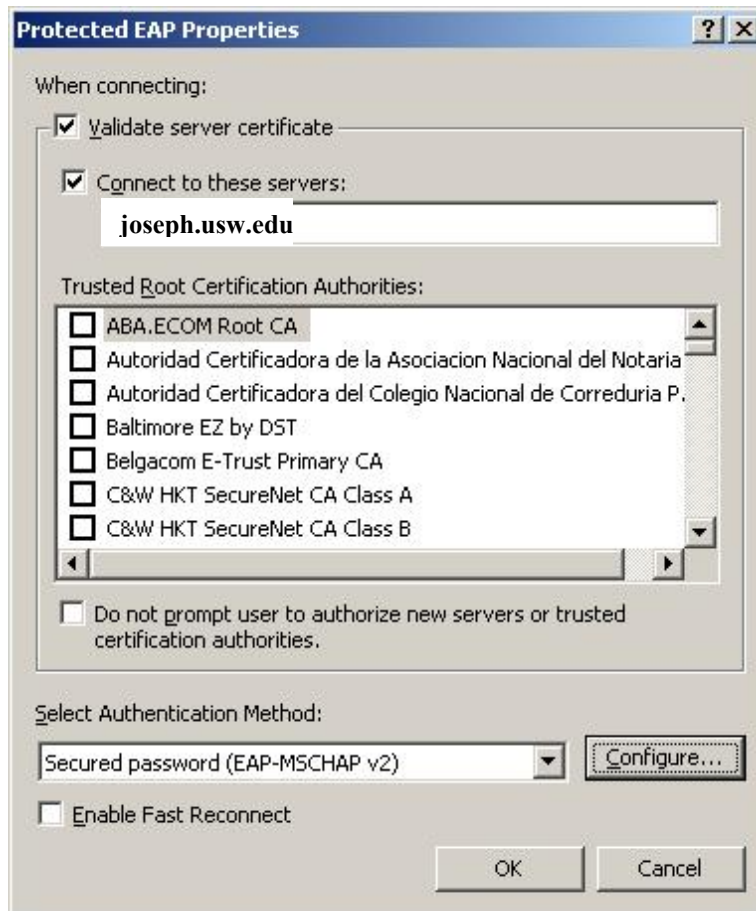 Protected EAP Properties
When connecting:
Validate server certificate
Connect to these servers:
joseph.usw.edu
Trusted Root Certification Authorities:
ABA.ECOM Root CA
Autoridad Certificadora de la Asociacion Nacional del Notaria
Autoridad Certificadora del Colegio Nacional de Correduria P.
Baltimore EZ by DST
Belgacom E-Trust Primary CA
C&W HKT SecureNet CA Class A
C&W HKT SecureNet CA Class B
Do not prompt user to authorize new servers or trusted
certification authorities.
Select Authentication Method:
Secured password (EAP-MSCHAP v2)
Configure...
Enable Fast Reconnect
OK Cancel